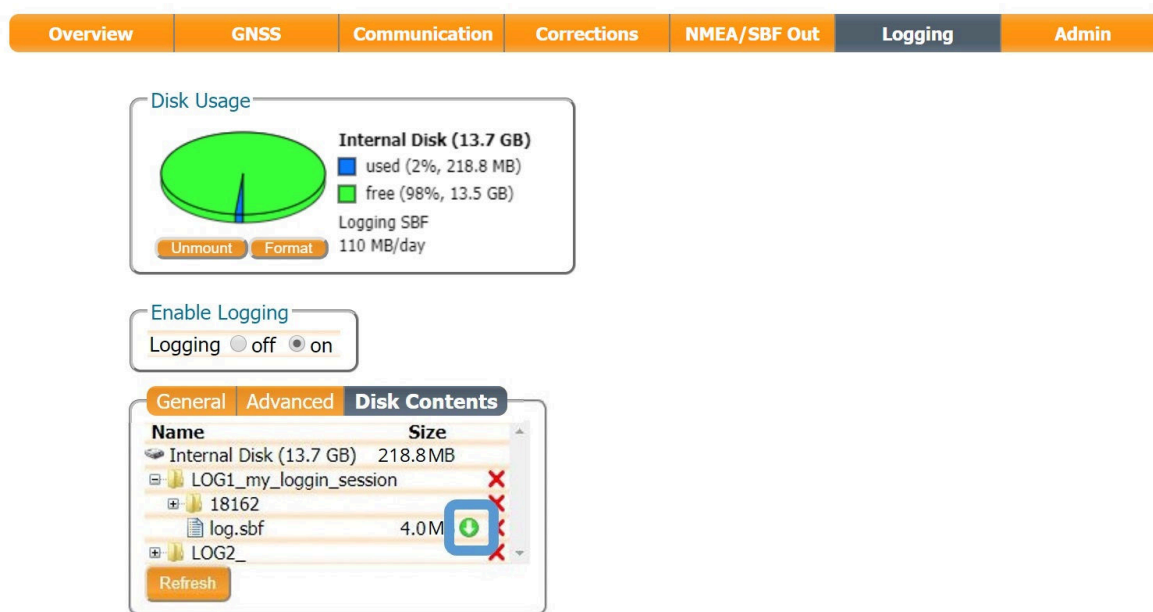 Overview GNSS Communication Corrections NMEA/SBF Out Logging Admin
Disk Usage
Internal Disk (13.7 GB)
used (2%, 218.8 MB)
free (98%, 13.5 GB)
Logging SBF
Unmount Format 110 MB/day
Enable Logging
Logging off on
General Advanced Disk Contents
Name Size
Internal Disk (13.7 GB) 218.8MB
LOG1_my_loggin_session
18162
log.sbf 4.0M
LOG2_
Refresh